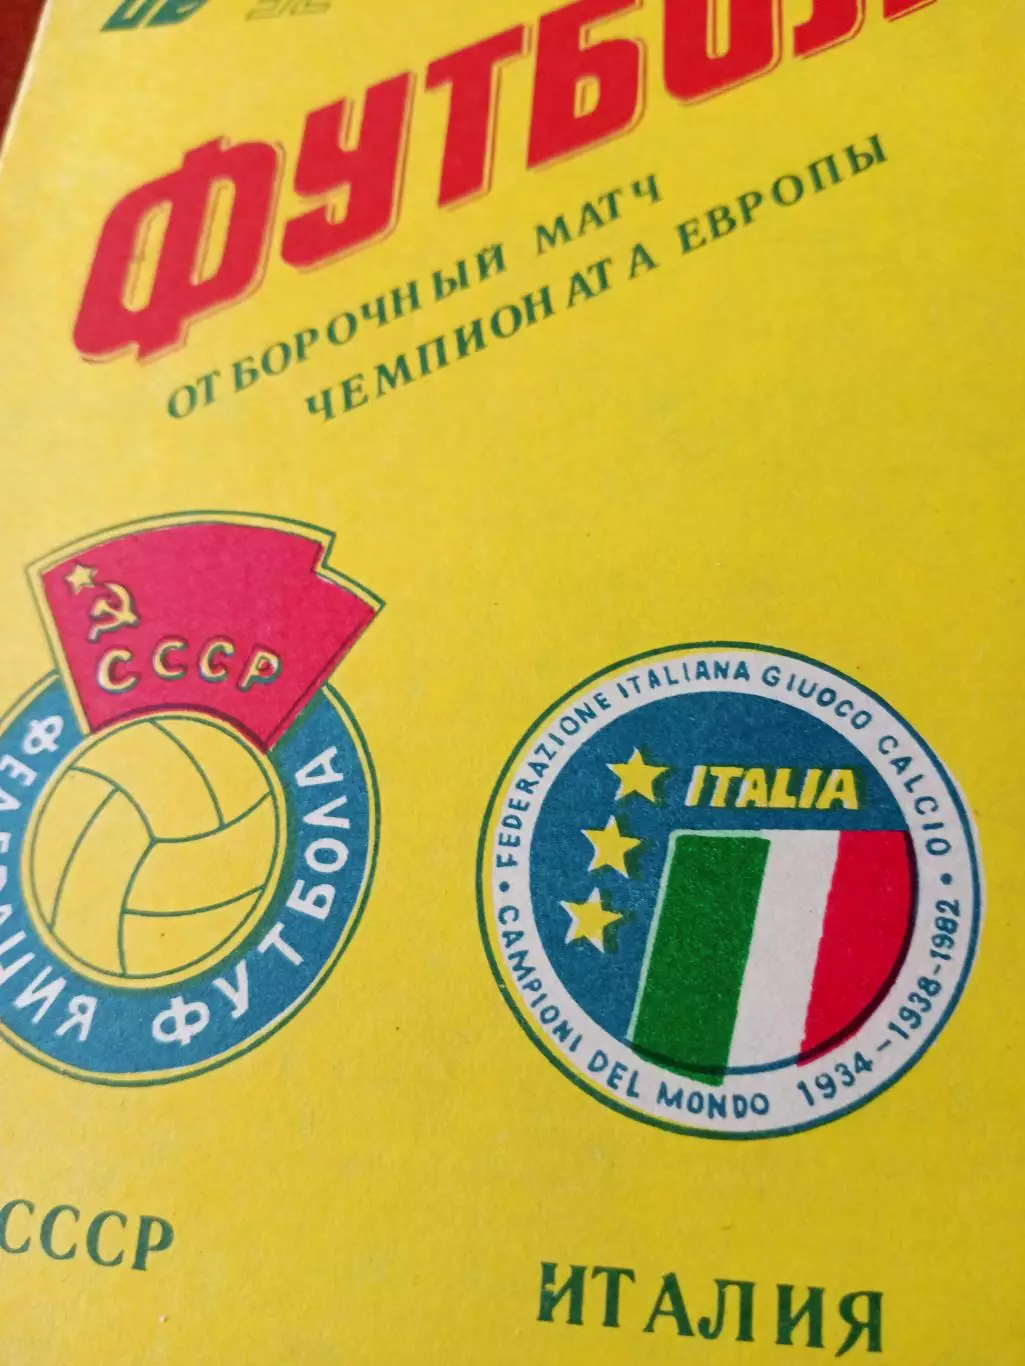 ФУТБОЛ
ОТБОРОЧНЫЙ МАТЧ
ЧЕМПИОНАТА ЕВРОПЫ
СССР
ФЕДЕРАЦИЯ ФУТБОЛА
FEDERAZIONE ITALIANA GIUOCO CALCIO
ITALIA
CAMPIONI DEL MONDO 1934-1938-1982
СССР
ИТАЛИЯ